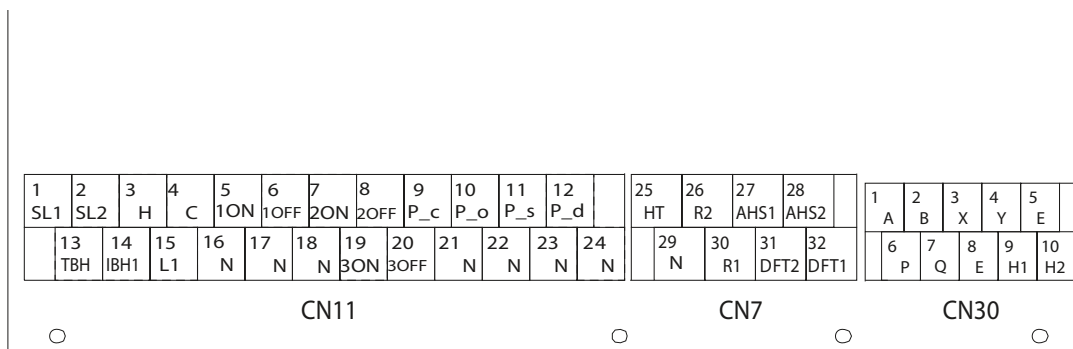 1 2 3 4 5 6 7 8 9 10 11 12
SL1 SL2 H C 1ON 1OFF 2ON 2OFF P_c P_o P_s P_d
13 14 15 16 17 18 19 20 21 22 23 24
TBH IBH1 L1 N N N 3ON 3OFF N N N N
CN11
25 26 27 28
HT R2 AHS1 AHS2
29 30 31 32
N R1 DFT2 DFT1
CN7
1 2 3 4 5
A B X Y E
6 7 8 9 10
P Q E H1 H2
CN30